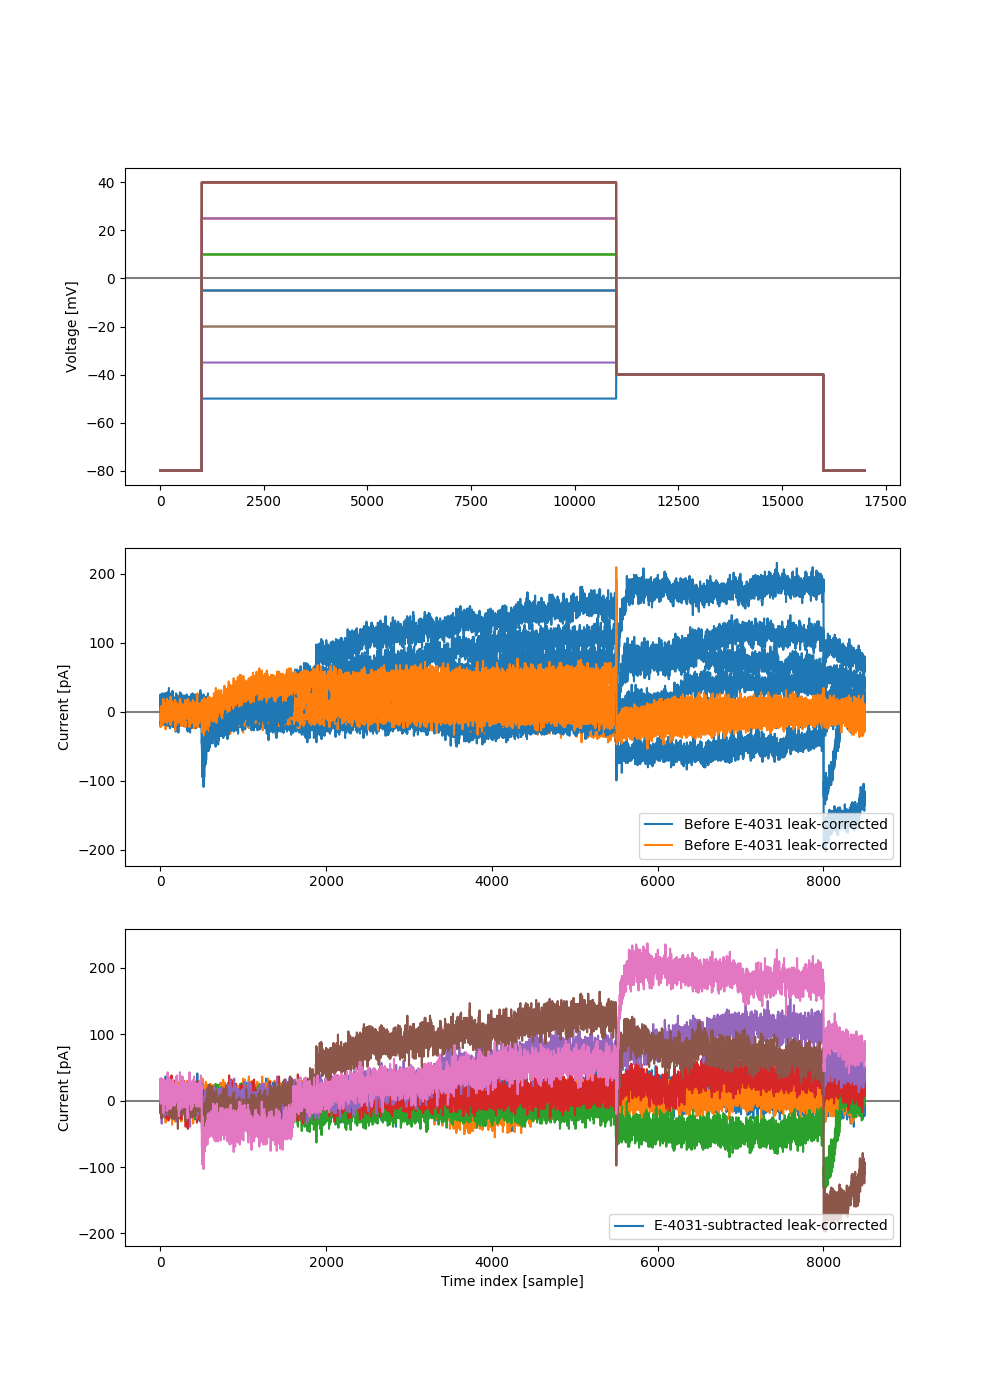 40
20
0
−20
−40
−60
−80
Voltage [mV]
0 2500 5000 7500 10000 12500 15000 17500
200
100
0
−100
−200
Current [pA]
Before E-4031 leak-corrected
Before E-4031 leak-corrected
0 2000 4000 6000 8000
200
100
0
−100
−200
Current [pA]
E-4031-subtracted leak-corrected
0 2000 4000 6000 8000
Time index [sample]